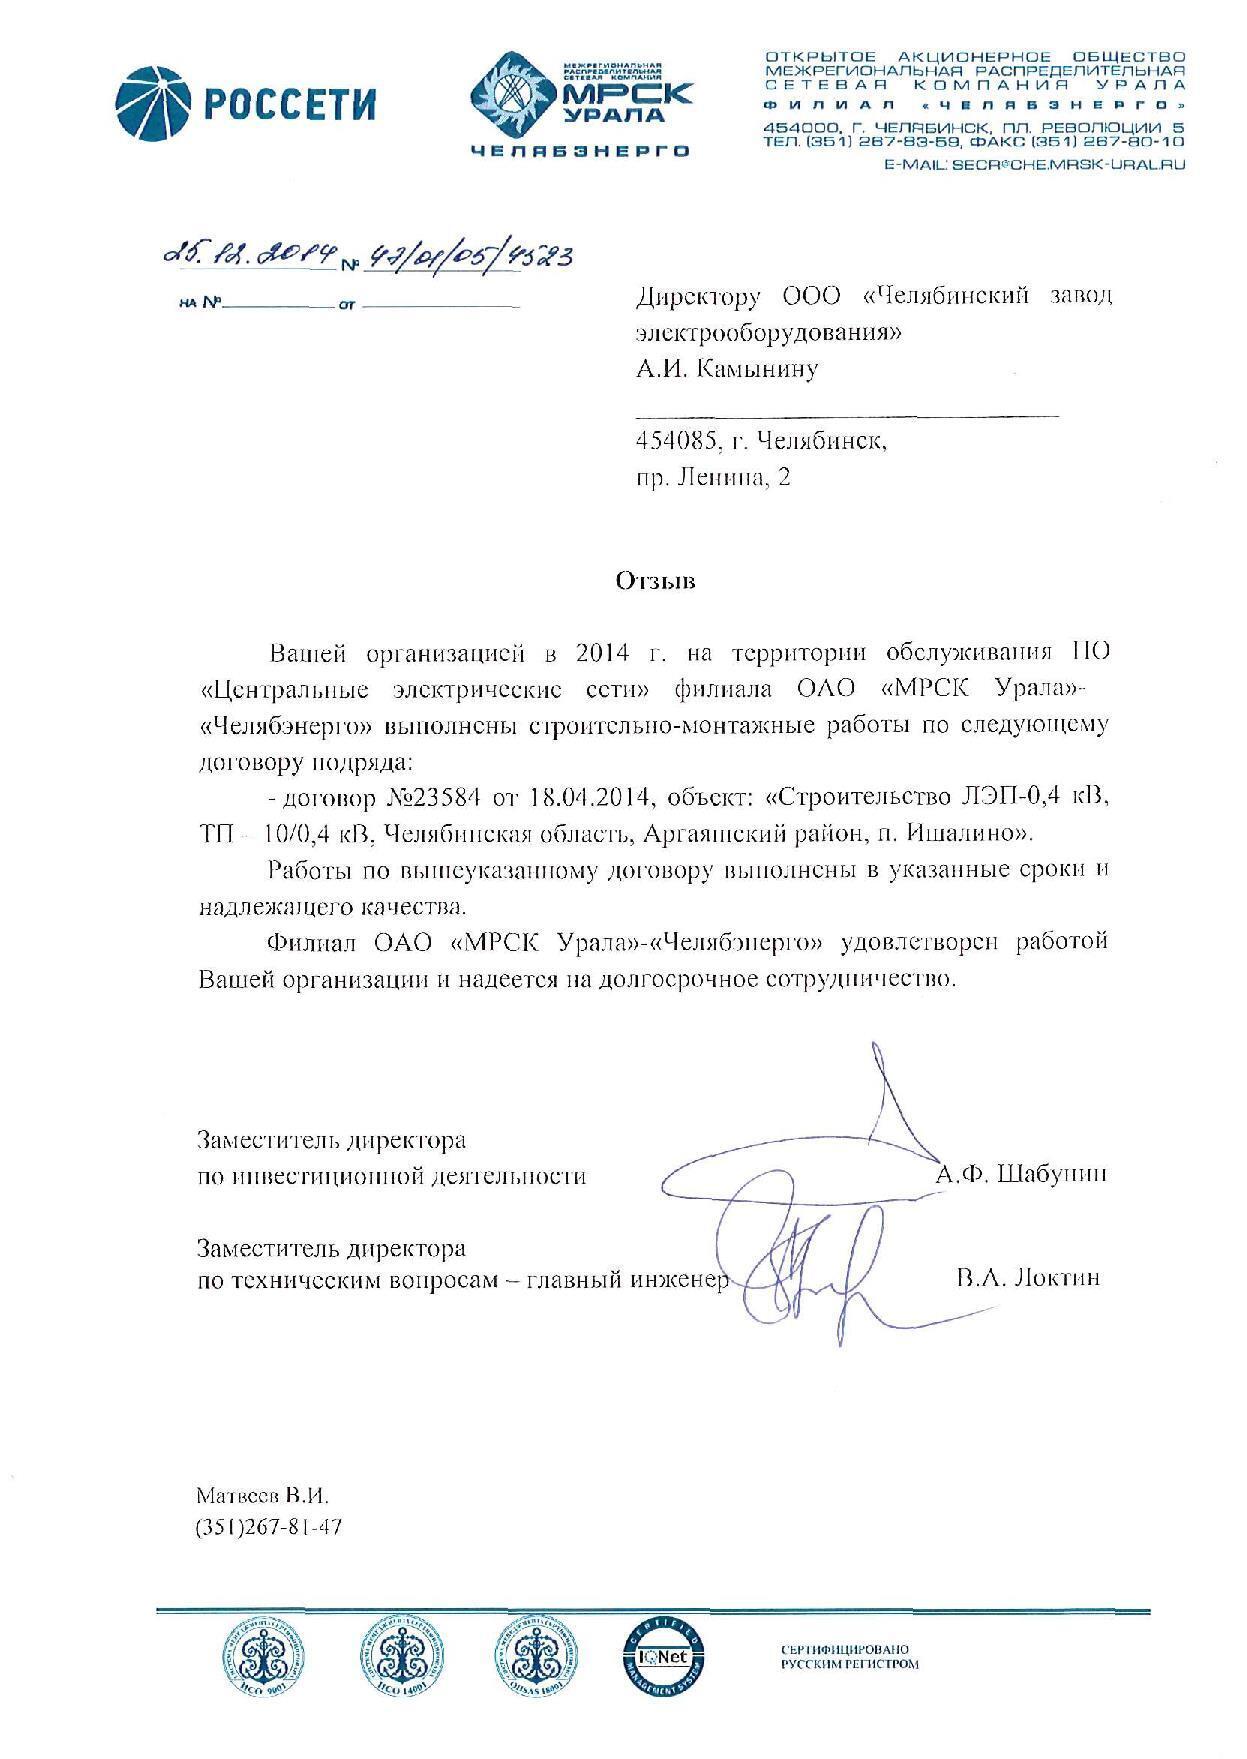 РОССЕТИ
МЕЖРЕГИОНАЛЬНАЯ
РАСПРЕДЕЛИТЕЛЬНАЯ
СЕТЕВАЯ КОМПАНИЯ
МРСК
УРАЛА
ЧЕЛЯБЭНЕРГО
ОТКРЫТОЕ АКЦИОНЕРНОЕ ОБЩЕСТВО
МЕЖРЕГИОНАЛЬНАЯ РАСПРЕДЕЛИТЕЛЬНАЯ
СЕТЕВАЯ КОМПАНИЯ УРАЛА
ФИЛИАЛ «ЧЕЛЯБЭНЕРГО»
454000, Г. ЧЕЛЯБИНСК, ПЛ. РЕВОЛЮЦИИ 5
ТЕЛ. (351) 267-83-59, ФАКС (351) 267-80-10
E-MAIL: SECR@CHE.MRSK-URAL.RU
25.12.2014 № 43/01/05/4523
НА № ОТ
Директору ООО «Челябинский завод
электрооборудования»
А.И. Камынину
454085, г. Челябинск,
пр. Ленина, 2
Отзыв
Вашей организацией в 2014 г. на территории обслуживания ПО
«Центральные электрические сети» филиала ОАО «МРСК Урала»-
«Челябэнерго» выполнены строительно-монтажные работы по следующему
договору подряда:
- договор №23584 от 18.04.2014, объект: «Строительство ЛЭП-0,4 кВ,
ТП – 10/0,4 кВ, Челябинская область, Аргаяшский район, п. Ишалино».
Работы по вышеуказанному договору выполнены в указанные сроки и
надлежащего качества.
Филиал ОАО «МРСК Урала»-«Челябэнерго» удовлетворен работой
Вашей организации и надеется на долгосрочное сотрудничество.
Заместитель директора
по инвестиционной деятельности А.Ф. Шабунин
Заместитель директора
по техническим вопросам – главный инженер В.А. Локтин
Матвеев В.И.
(351)267-81-47
ИСО 9001
ИСО 14001
OHSAS 18001
CERTIFIED
IQNet
MANAGEMENT SYSTEM
СЕРТИФИЦИРОВАНО
РУССКИМ РЕГИСТРОМ